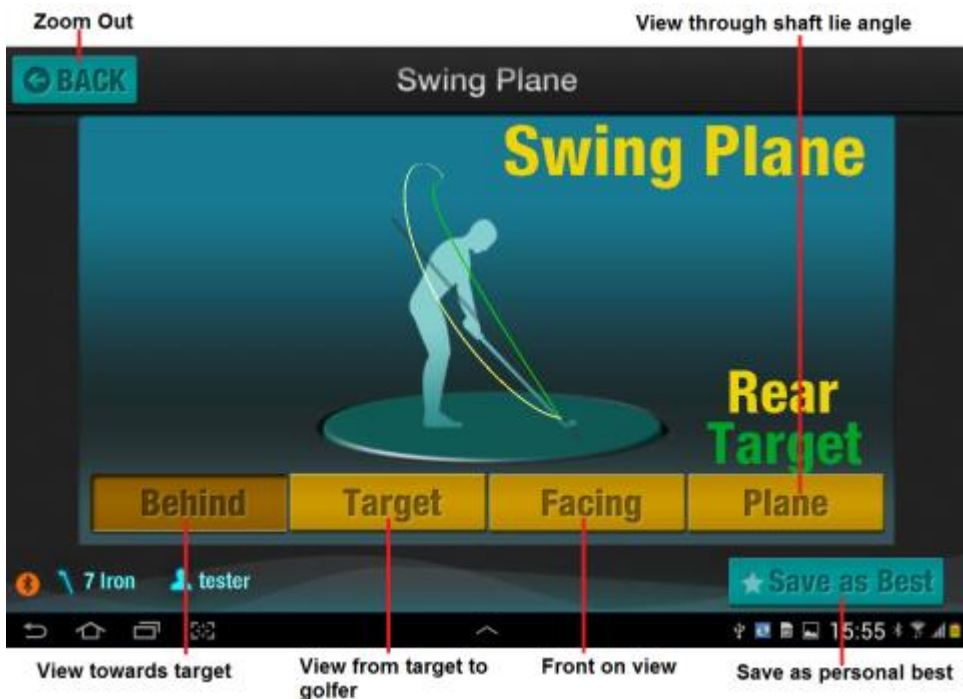 Zoom Out
View through shaft lie angle
BACK
Swing Plane
Swing Plane
Rear
Target
Behind
Target
Facing
Plane
7 Iron
tester
Save as Best
15:55
View towards target
View from target to
golfer
Front on view
Save as personal best